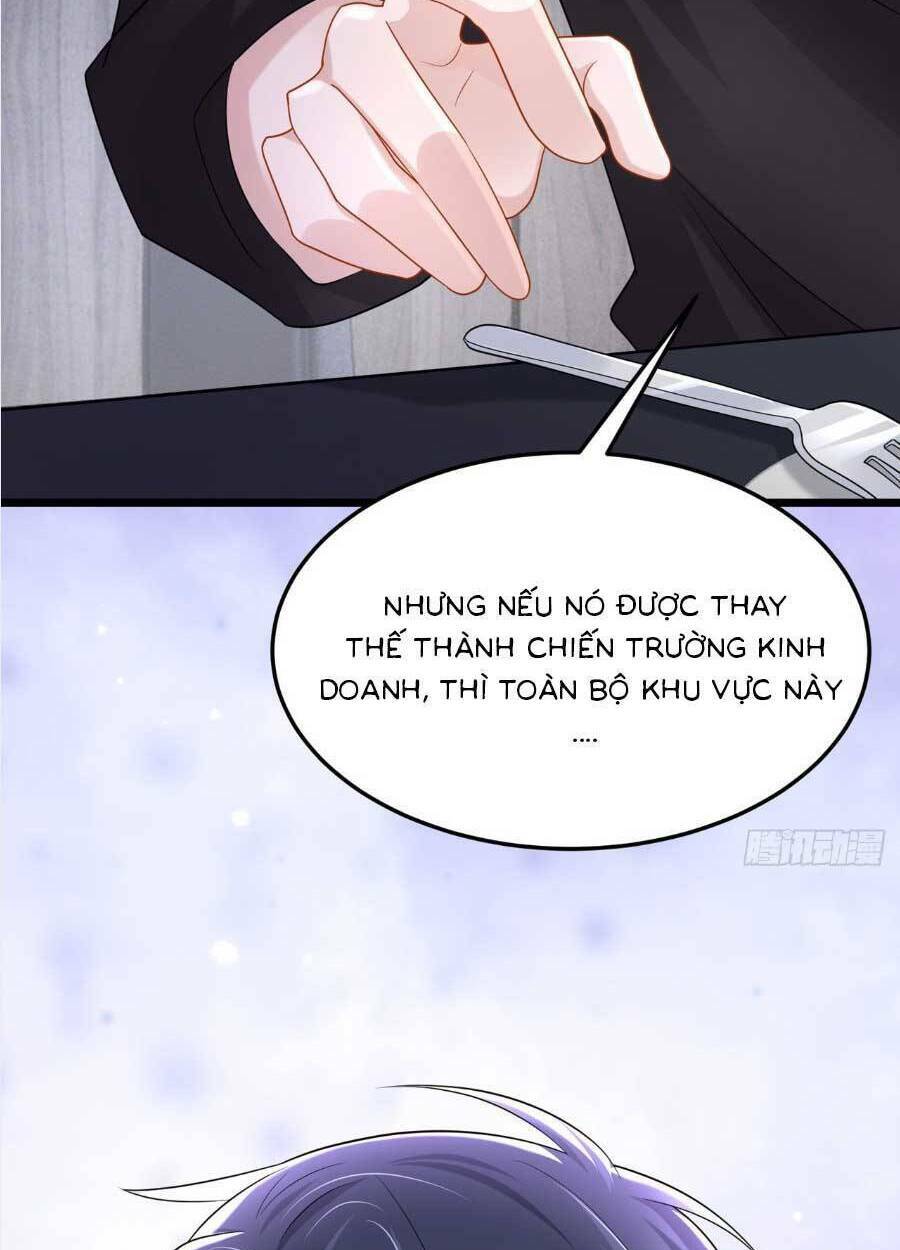 NHƯNG NẾU NÓ ĐƯỢC THAY
THẾ THÀNH CHIẾN TRƯỜNG KINH
DOANH, THÌ TOÀN BỘ KHU VỰC NÀY
....
腾讯动漫